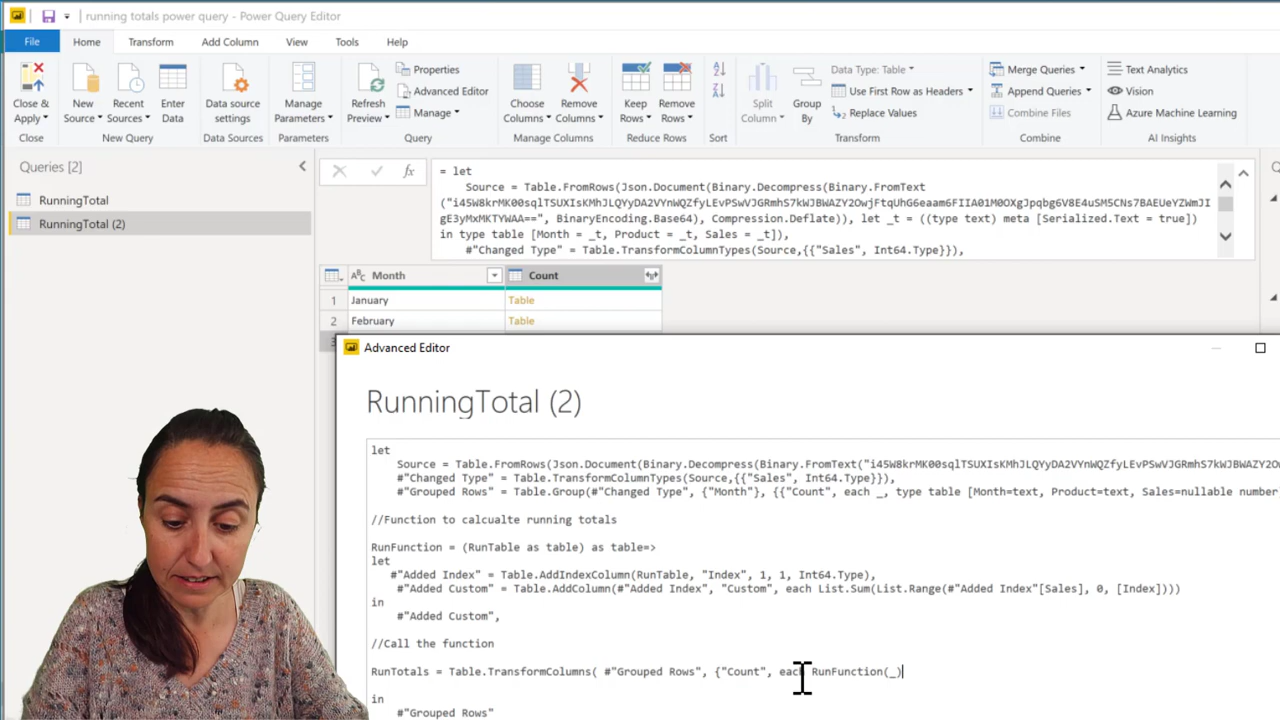 running totals power query - Power Query Editor
File Home Transform Add Column View Tools Help
Close & Apply
Close
New Source
Recent Sources
Enter Data
New Query
Data source settings
Data Sources
Manage Parameters
Parameters
Refresh Preview
Properties
Advanced Editor
Manage
Query
Choose Columns
Remove Columns
Manage Columns
Keep Rows
Remove Rows
Reduce Rows
Sort
Split Column
Group By
Data Type: Table
Use First Row as Headers
Replace Values
Transform
Merge Queries
Append Queries
Combine Files
Combine
Text Analytics
Vision
Azure Machine Learning
AI Insights
Queries [2]
RunningTotal
RunningTotal (2)
fx
= let
Source = Table.FromRows(Json.Document(Binary.Decompress(Binary.FromText
BinaryEncoding.Base64), Compression.Deflate)), let _t = ((type text) meta [Serialized.Text = true])
in type table [Month = _t, Product = _t, Sales = _t]),
#"Changed Type" = Table.TransformColumnTypes(Source,{{"Sales", Int64.Type}}),
ABC Month Count
1 January Table
2 February Table
3
Advanced Editor
RunningTotal (2)
let
Source = Table.FromRows(Json.Document(Binary.Decompress(Binary.FromText(
#"Changed Type" = Table.TransformColumnTypes(Source,{{"Sales", Int64.Type}}),
#"Grouped Rows" = Table.Group(#"Changed Type", {"Month"}, {{"Count", each _, type table [Month=text, Product=text, Sales=nullable number
//Function to calcualte running totals
RunFunction = (RunTable as table) as table=>
let
#"Added Index" = Table.AddIndexColumn(RunTable, "Index", 1, 1, Int64.Type),
#"Added Custom" = Table.AddColumn(#"Added Index", "Custom", each List.Sum(List.Range(#"Added Index"[Sales], 0, [Index])))
in
#"Added Custom",
//Call the function
RunTotals = Table.TransformColumns( #"Grouped Rows", {"Count", each RunFunction(_)
in
#"Grouped Rows"